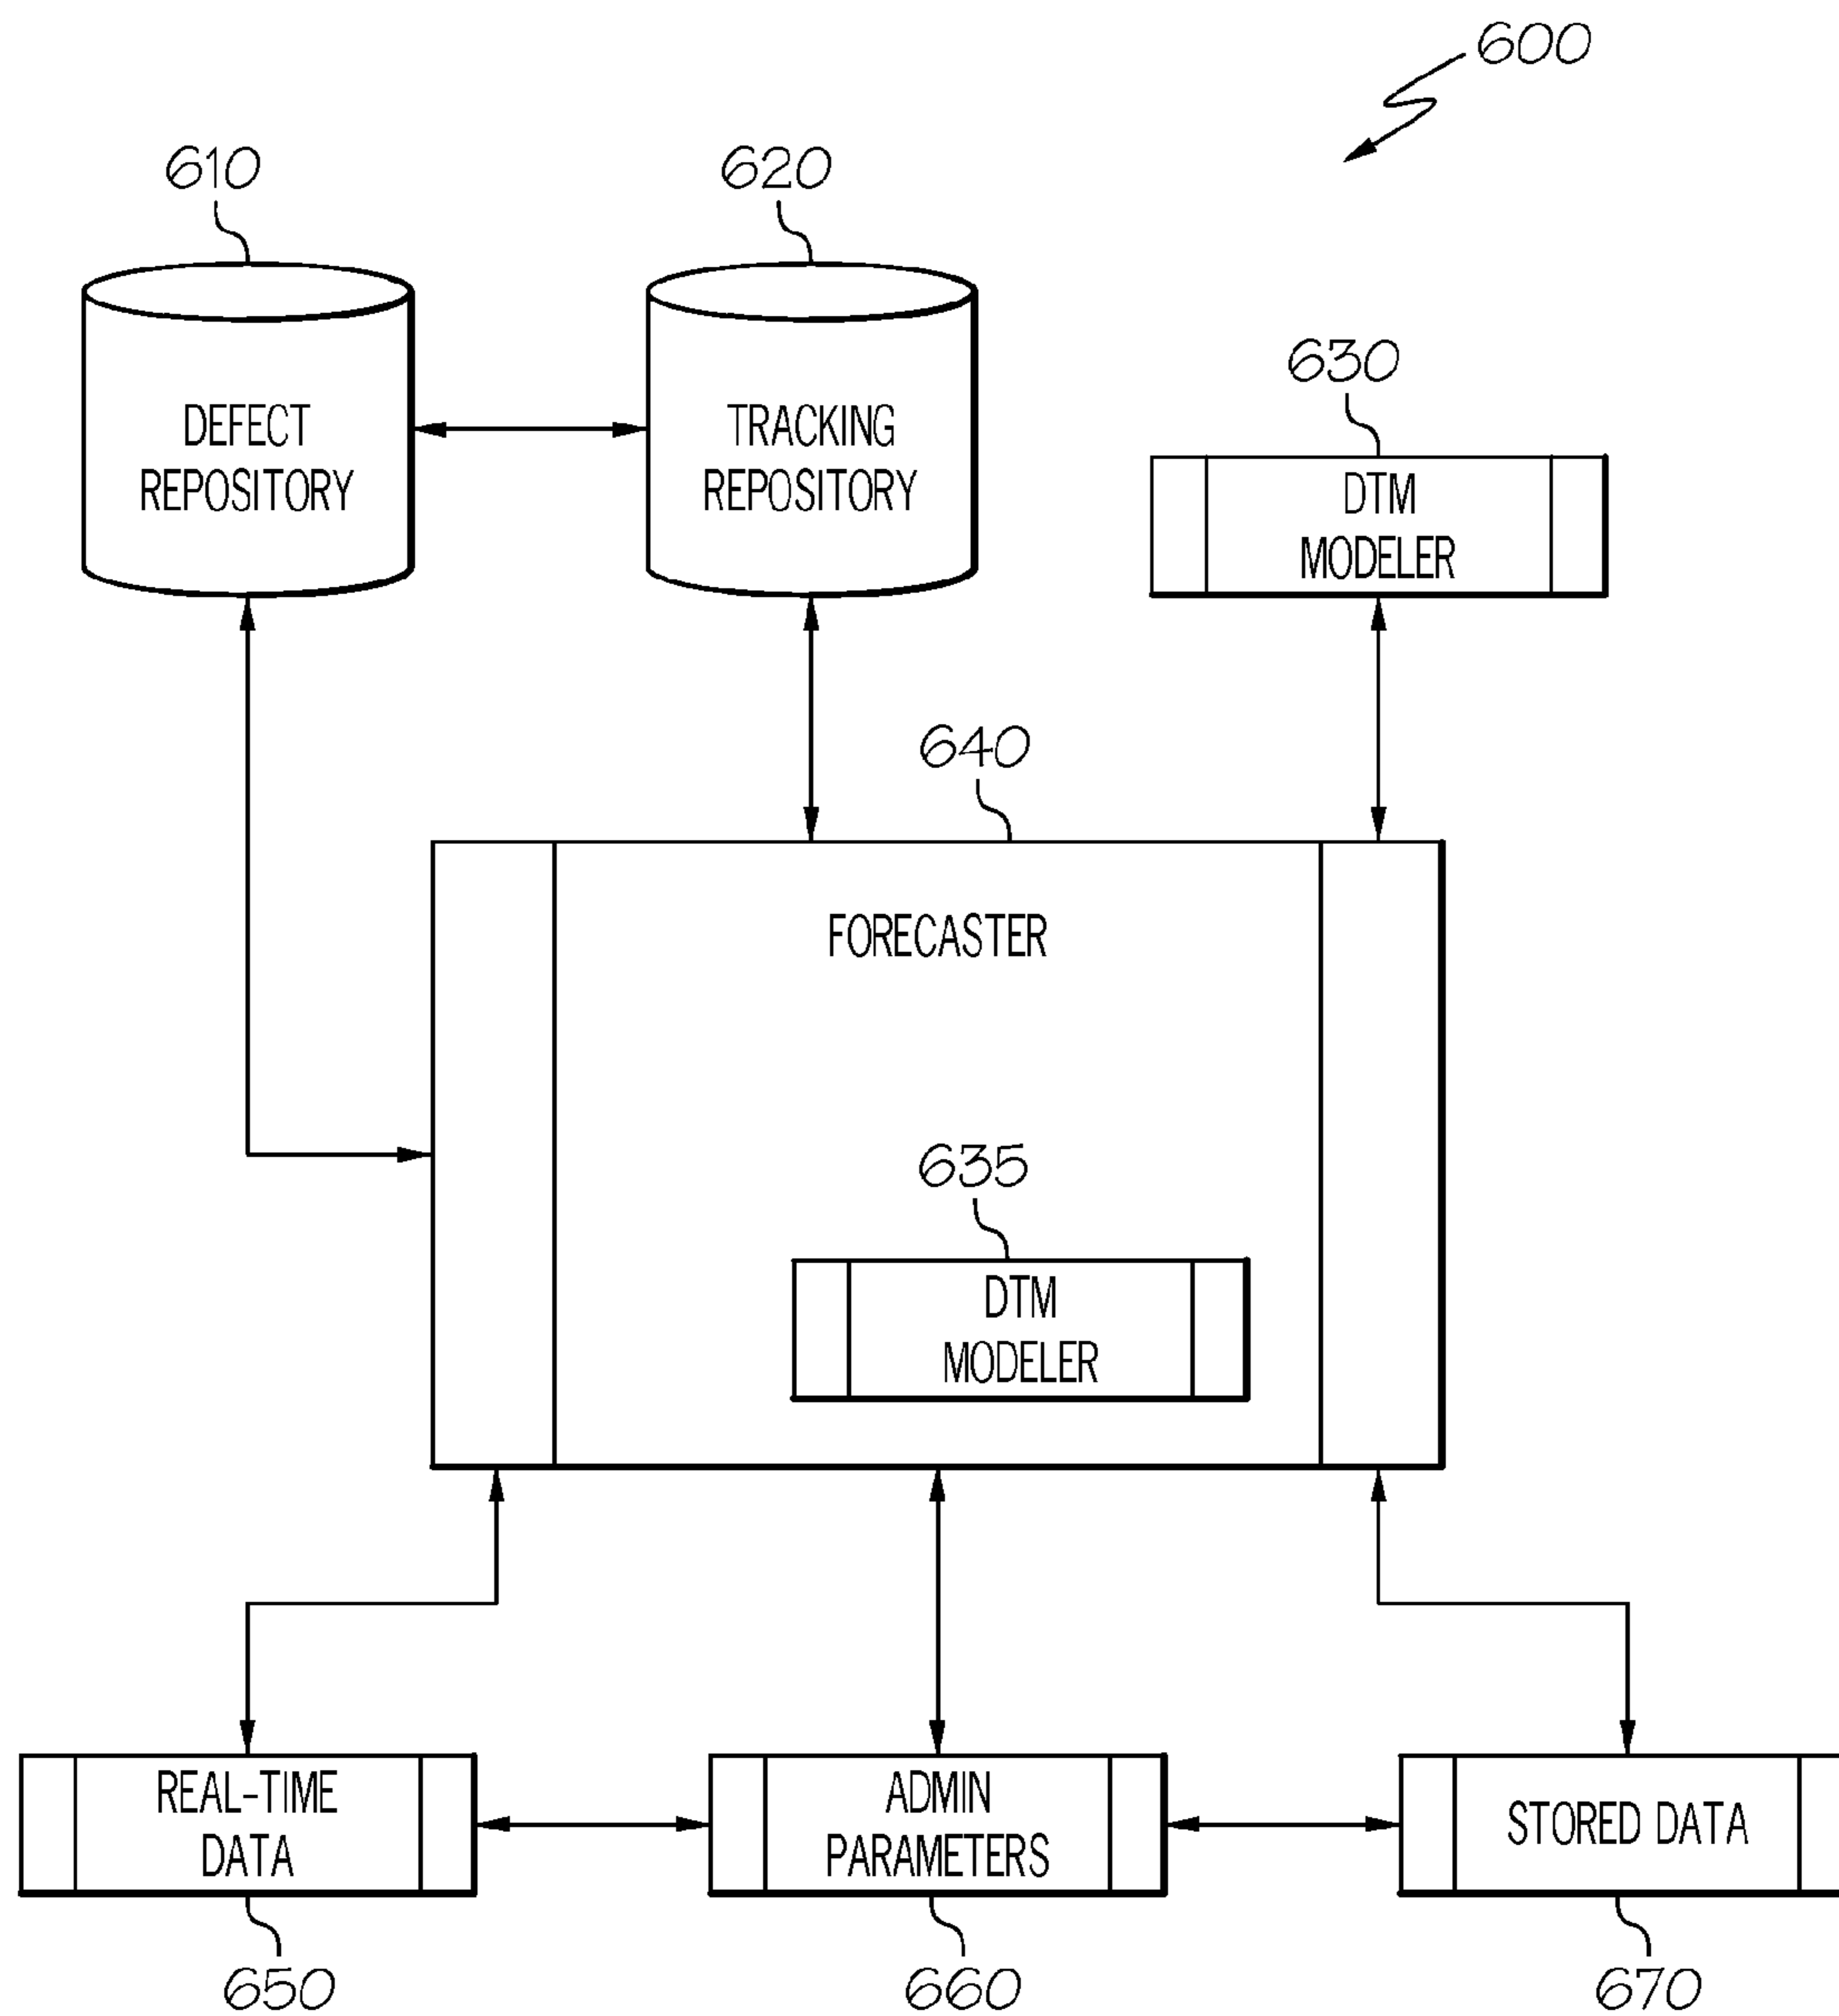 600
610
620
DEFECT
REPOSITORY
TRACKING
REPOSITORY
630
DTM
MODELER
640
FORECASTER
635
DTM
MODELER
REAL-TIME
DATA
ADMIN
PARAMETERS
STORED DATA
650
660
670